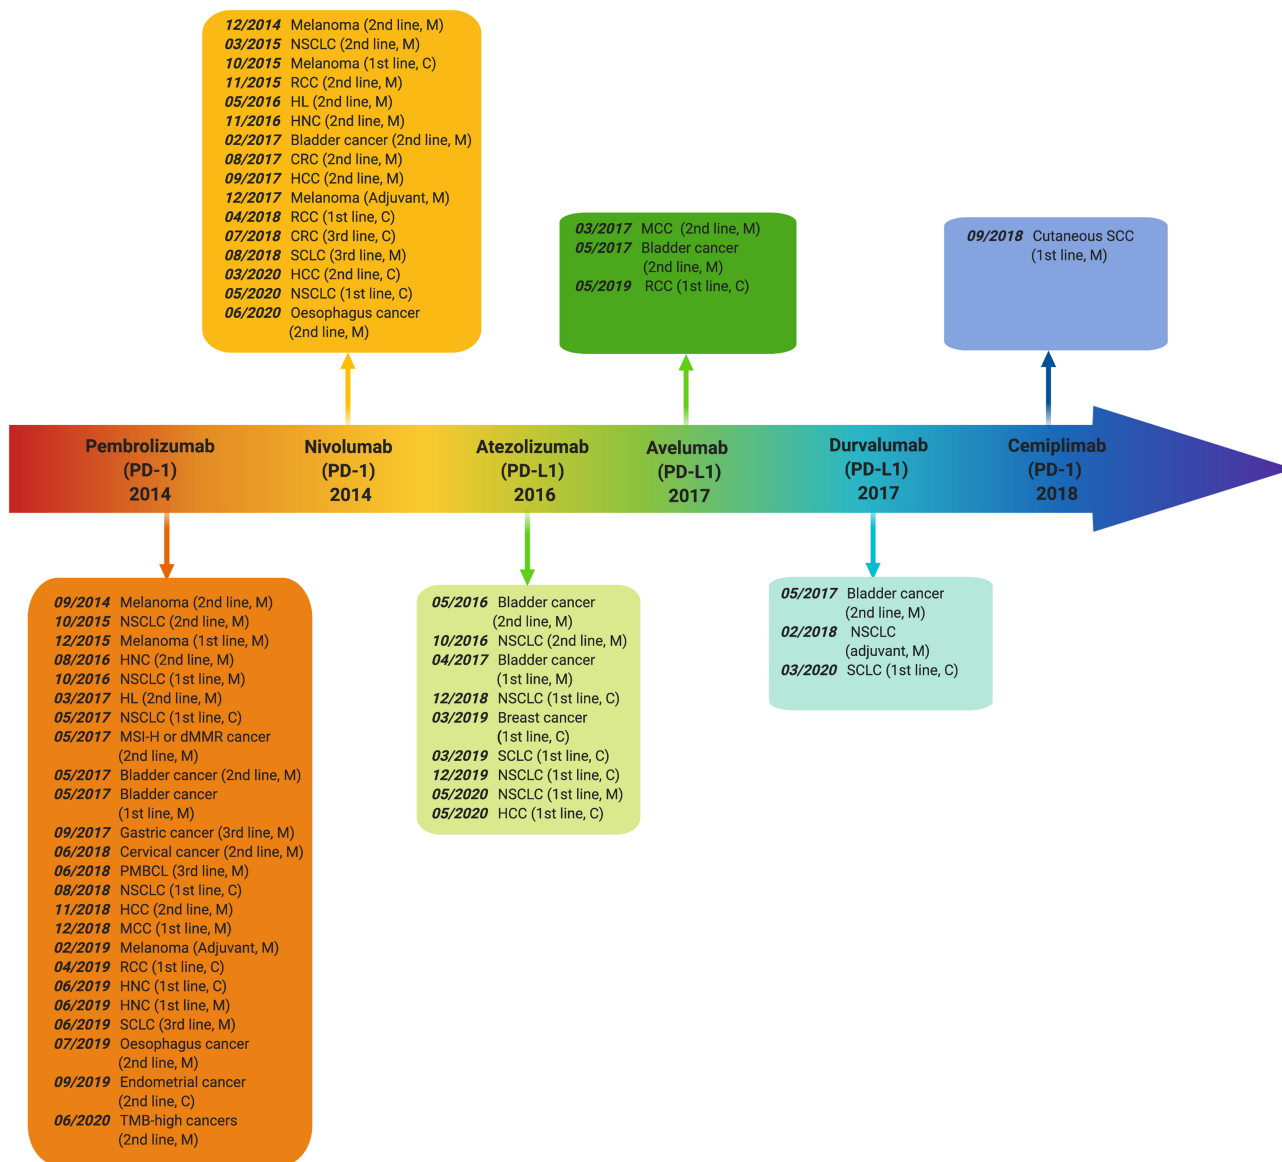 12/2014 Melanoma (2nd line, M)
03/2015 NSCLC (2nd line, M)
10/2015 Melanoma (1st line, C)
11/2015 RCC (2nd line, M)
05/2016 HL (2nd line, M)
11/2016 HNC (2nd line, M)
02/2017 Bladder cancer (2nd line, M)
08/2017 CRC (2nd line, M)
09/2017 HCC (2nd line, M)
12/2017 Melanoma (Adjuvant, M)
04/2018 RCC (1st line, C)
07/2018 CRC (3rd line, C)
08/2018 SCLC (3rd line, M)
03/2020 HCC (2nd line, C)
05/2020 NSCLC (1st line, C)
06/2020 Oesophagus cancer
(2nd line, M)
03/2017 MCC (2nd line, M)
05/2017 Bladder cancer
(2nd line, M)
05/2019 RCC (1st line, C)
09/2018 Cutaneous SCC
(1st line, M)
Pembrolizumab
(PD-1)
2014
Nivolumab
(PD-1)
2014
Atezolizumab
(PD-L1)
2016
Avelumab
(PD-L1)
2017
Durvalumab
(PD-L1)
2017
Cemiplimab
(PD-1)
2018
09/2014 Melanoma (2nd line, M)
10/2015 NSCLC (2nd line, M)
12/2015 Melanoma (1st line, M)
08/2016 HNC (2nd line, M)
10/2016 NSCLC (1st line, M)
03/2017 HL (2nd line, M)
05/2017 NSCLC (1st line, C)
05/2017 MSI-H or dMMR cancer
(2nd line, M)
05/2017 Bladder cancer (2nd line, M)
05/2017 Bladder cancer
(1st line, M)
09/2017 Gastric cancer (3rd line, M)
06/2018 Cervical cancer (2nd line, M)
06/2018 PMBCL (3rd line, M)
08/2018 NSCLC (1st line, C)
11/2018 HCC (2nd line, M)
12/2018 MCC (1st line, M)
02/2019 Melanoma (Adjuvant, M)
04/2019 RCC (1st line, C)
06/2019 HNC (1st line, C)
06/2019 HNC (1st line, M)
06/2019 SCLC (3rd line, M)
07/2019 Oesophagus cancer
(2nd line, M)
09/2019 Endometrial cancer
(2nd line, C)
06/2020 TMB-high cancers
(2nd line, M)
05/2016 Bladder cancer
(2nd line, M)
10/2016 NSCLC (2nd line, M)
04/2017 Bladder cancer
(1st line, M)
12/2018 NSCLC (1st line, C)
03/2019 Breast cancer
(1st line, C)
03/2019 SCLC (1st line, C)
12/2019 NSCLC (1st line, C)
05/2020 NSCLC (1st line, M)
05/2020 HCC (1st line, C)
05/2017 Bladder cancer
(2nd line, M)
02/2018 NSCLC
(adjuvant, M)
03/2020 SCLC (1st line, C)